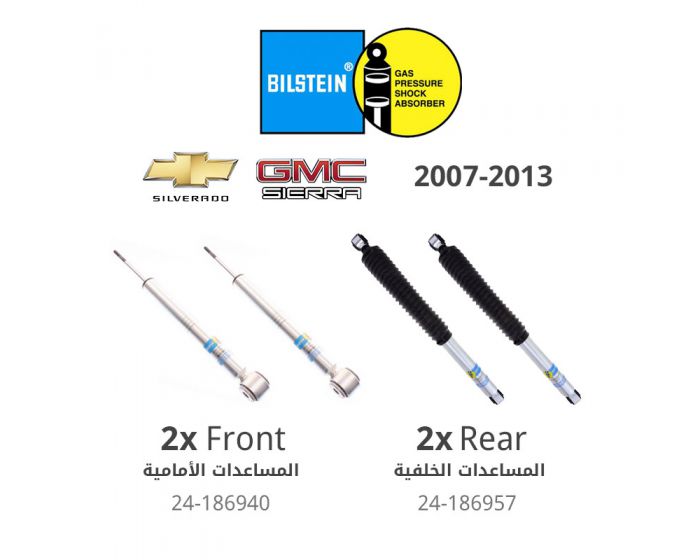 BILSTEIN®
GAS
PRESSURE
SHOCK
ABSORBER
SILVERADO
GMC
SIERRA
2007-2013
2x Front
المساعدات الأمامية
24-186940
2x Rear
المساعدات الخلفية
24-186957